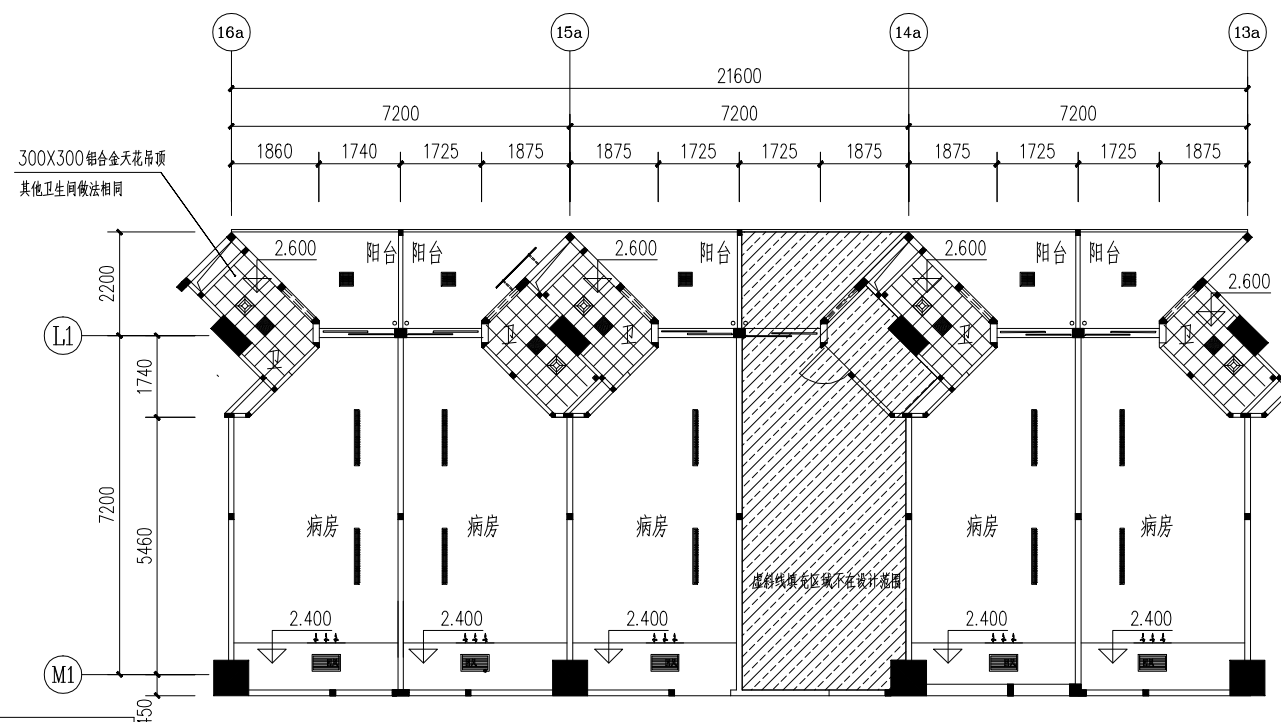 16a 15a 14a 13a
21600
7200 7200 7200
1860 1740 1725 1875 1875 1725 1725 1875 1875 1725 1725 1875
300X300铝合金天花吊顶
其他卫生间做法相同
2.600 阳台 阳台 2.600 阳台 2.600 阳台 阳台 2.600
2200
L1
1740
7200
5460
病房 病房 病房 病房 病房
虚斜线填充区域不在设计范围
2.400 2.400 2.400 2.400 2.400
M1
450